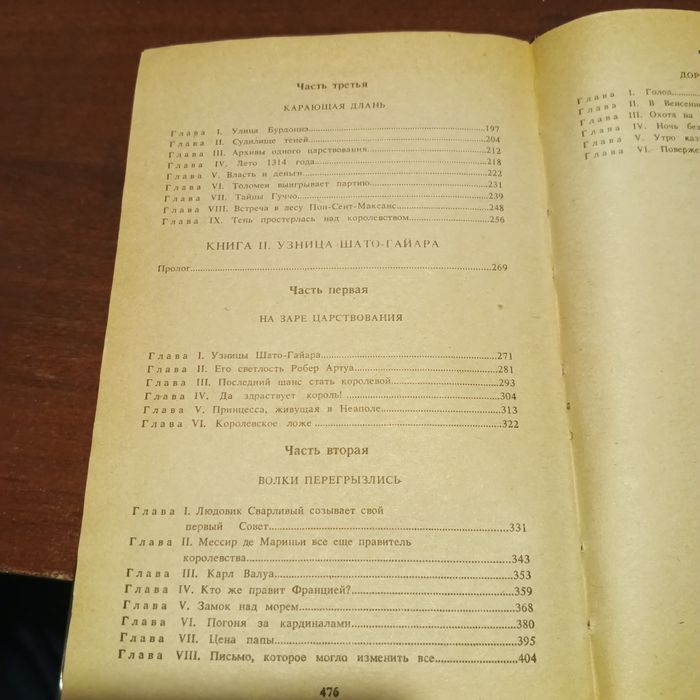 Часть третья
КАРАЮЩАЯ ДЛАНЬ
Глава I. Улица Бурдоннэ 197
Глава II. Судилище теней 204
Глава III. Архивы одного царствования 212
Глава IV. Лето 1314 года 218
Глава V. Власть и деньги 222
Глава VI. Толомеи выигрывает партию 231
Глава VII. Тайны Гуччо 239
Глава VIII. Встреча в лесу Пон-Сент-Максанс 248
Глава IX. Тень простерлась над королевством 256
КНИГА II. УЗНИЦА ШАТО-ГАЙАРА
Пролог 269
Часть первая
НА ЗАРЕ ЦАРСТВОВАНИЯ
Глава I. Узницы Шато-Гайара 271
Глава II. Его светлость Робер Артуа 281
Глава III. Последний шанс стать королевой 293
Глава IV. Да здраствует король! 304
Глава V. Принцесса, живущая в Неаполе 313
Глава VI. Королевское ложе 322
Часть вторая
ВОЛКИ ПЕРЕГРЫЗЛИСЬ
Глава I. Людовик Сварливый созывает свой
первый Совет 331
Глава II. Мессир де Мариньи все еще правитель
королевства 343
Глава III. Карл Валуа 353
Глава IV. Кто же правит Францией? 359
Глава V. Замок над морем 368
Глава VI. Погоня за кардиналами 380
Глава VII. Цена папы 395
Глава VIII. Письмо, которое могло изменить все 404
476
ДОР
Глава I. Голод
Глава II. В Венсенн
Глава III. Охота на
Глава IV. Ночь без
Глава V. Утро каз
Глава VI. Поверже